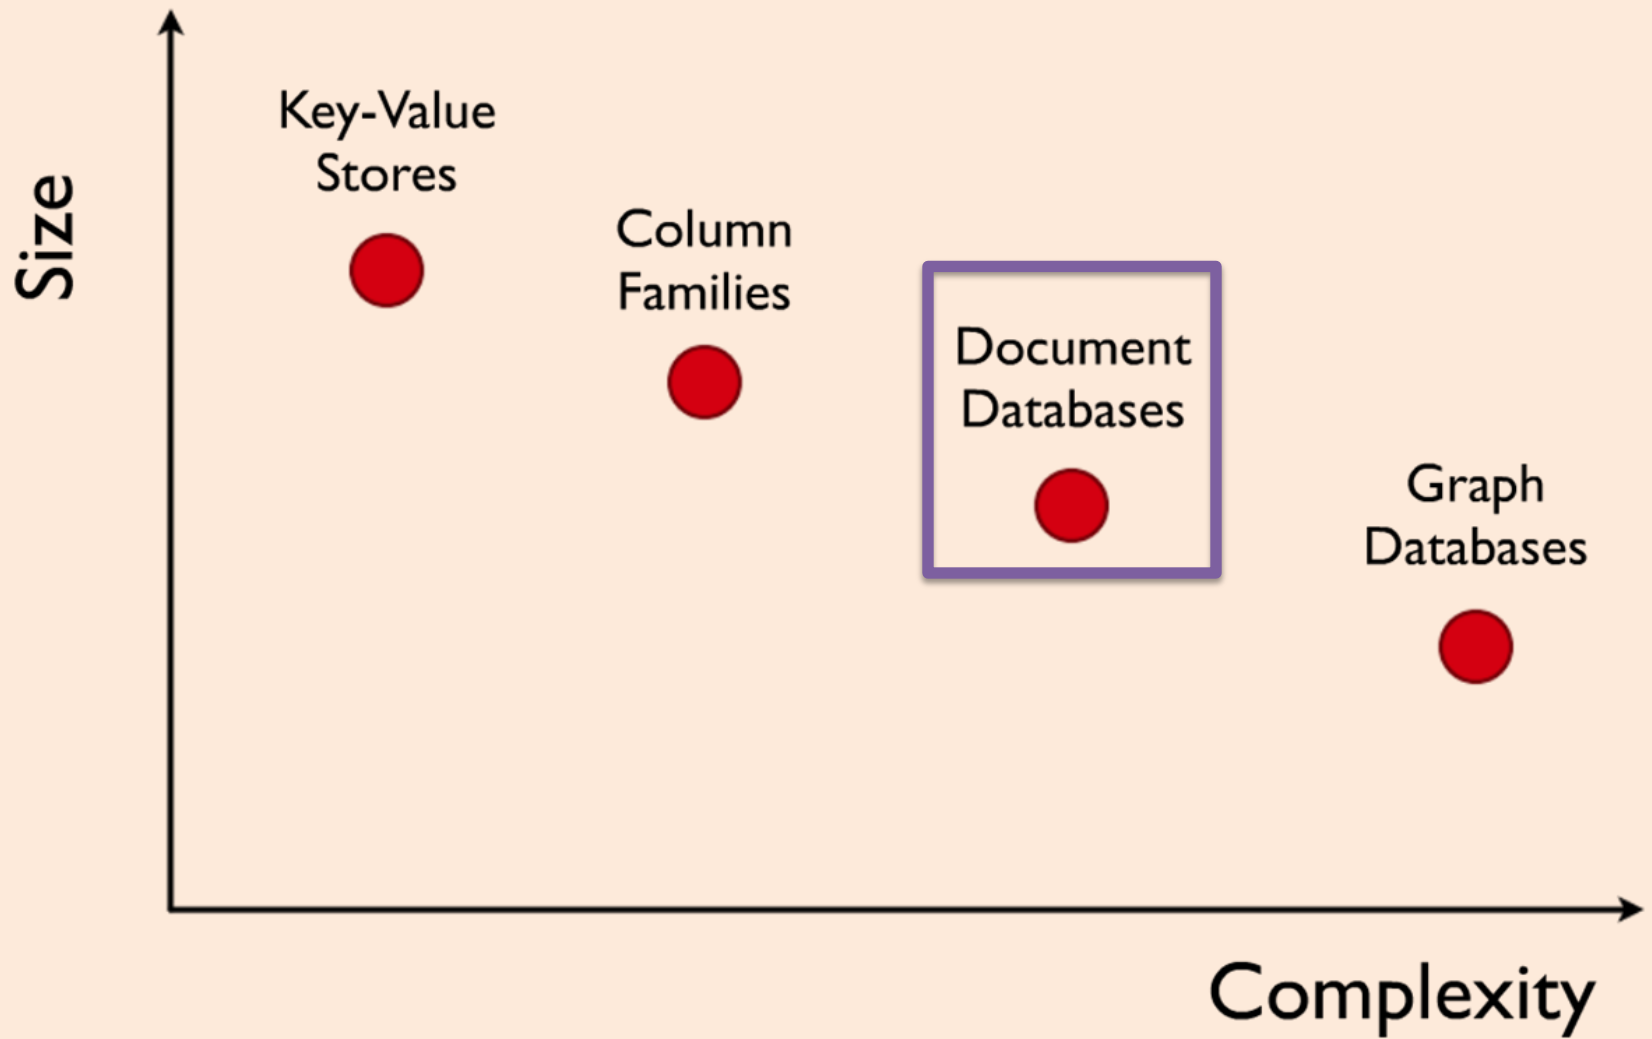 Key-Value
Stores
Size
Column
Families
Document
Databases
Graph
Databases
Complexity